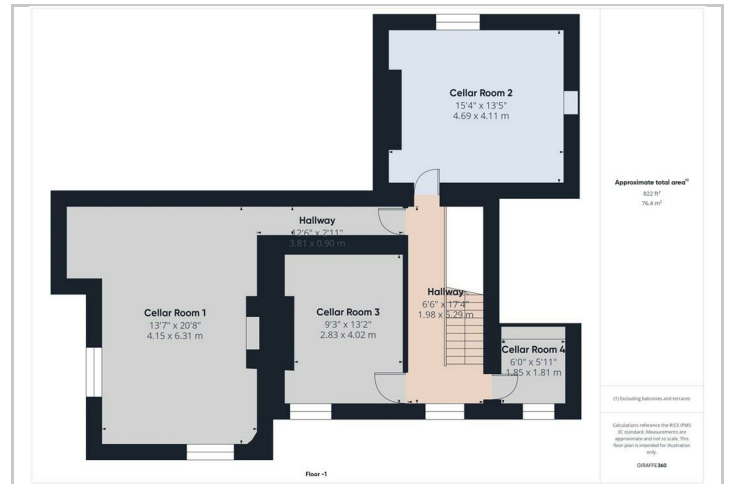 Cellar Room 2
15'4" x 13'5"
4.69 x 4.11 m
Approximate total area(1)
822 ft²
76.4 m²
Hallway
12'6" x 2'11"
3.81 x 0.90 m
Hallway
6'6" x 17'4"
1.98 x 5.29 m
Cellar Room 1
13'7" x 20'8"
4.15 x 6.31 m
Cellar Room 3
9'3" x 13'2"
2.83 x 4.02 m
Cellar Room 4
6'0" x 5'11"
1.85 x 1.81 m
(1) Excluding balconies and terraces
Calculations reference the RICS IPMS
3C standard. Measurements are
approximate and not to scale. This
floor plan is intended for illustration
only.
GIRAFFE360
Floor -1